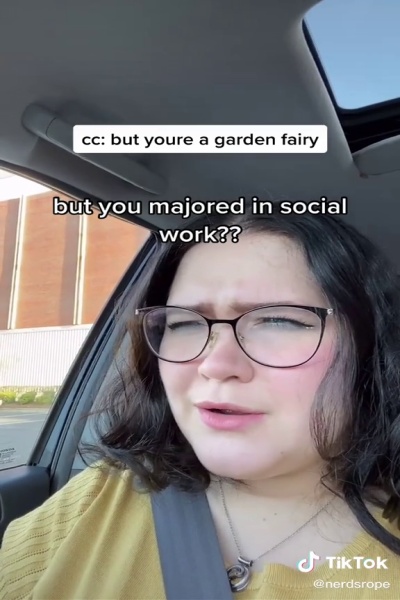 cc: but youre a garden fairy
but you majored in social
work??
TikTok
@nerdsrope